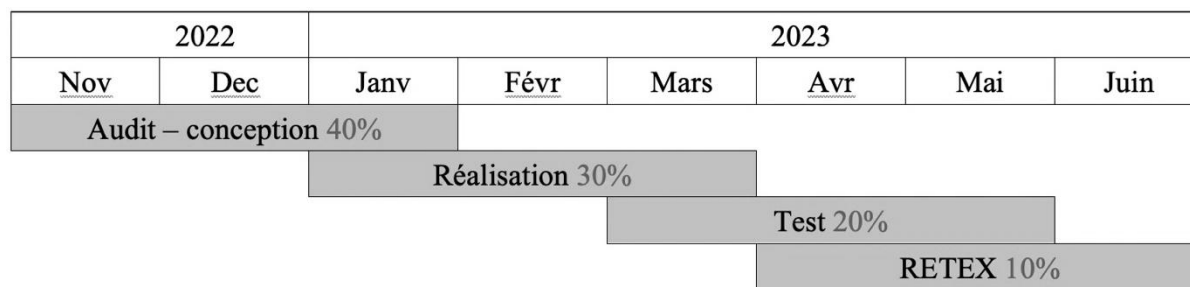 2022 2023
Nov Dec Janv Févr Mars Avr Mai Juin
Audit – conception 40%
Réalisation 30%
Test 20%
RETEX 10%